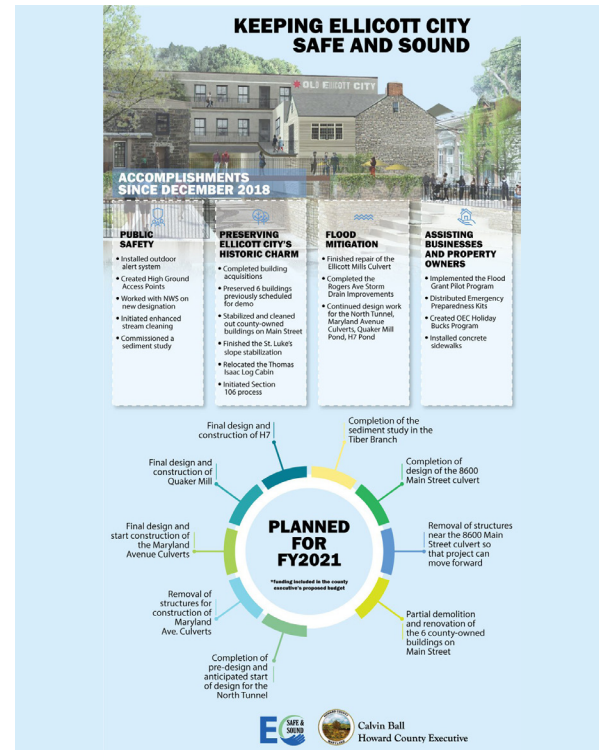 KEEPING ELLICOTT CITY
SAFE AND SOUND
OLD ELLICOTT CITY
ACCOMPLISHMENTS
SINCE DECEMBER 2018
PUBLIC
SAFETY
• Installed outdoor
alert system
• Created High Ground
Access Points
• Worked with NWS on
new designation
• Initiated enhanced
stream cleaning
• Commissioned a
sediment study
PRESERVING
ELLICOTT CITY'S
HISTORIC CHARM
• Completed building
acquisitions
• Preserved 6 buildings
previously scheduled
for demo
• Stabilized and cleaned
out county-owned
buildings on Main Street
• Finished the St. Luke's
slope stabilization
• Relocated the Thomas
Isaac Log Cabin
• Initiated Section
106 process
FLOOD
MITIGATION
• Finished repair of the
Ellicott Mills Culvert
• Completed the
Rogers Ave Storm
Drain Improvements
• Continued design work
for the North Tunnel,
Maryland Avenue
Culverts, Quaker Mill
Pond, H7 Pond
ASSISTING
BUSINESSES
AND PROPERTY
OWNERS
• Implemented the Flood
Grant Pilot Program
• Distributed Emergency
Preparedness Kits
• Created OEC Holiday
Bucks Program
• Installed concrete
sidewalks
Final design and
construction of H7
Completion of the
sediment study in the
Tiber Branch
Final design and
construction of
Quaker Mill
Completion of
design of the 8600
Main Street culvert
Final design and
start construction of
the Maryland
Avenue Culverts
PLANNED
FOR
FY2021
*funding included in the county
executive's proposed budget
Removal of structures
near the 8600 Main
Street culvert so
that project can
move forward
Removal of
structures for
construction of
Maryland
Ave. Culverts
Partial demolition
and renovation of
the 6 county-owned
buildings on
Main Street
Completion of
pre-design and
anticipated start
of design for the
North Tunnel
EC
SAFE &
SOUND
Calvin Ball
Howard County Executive